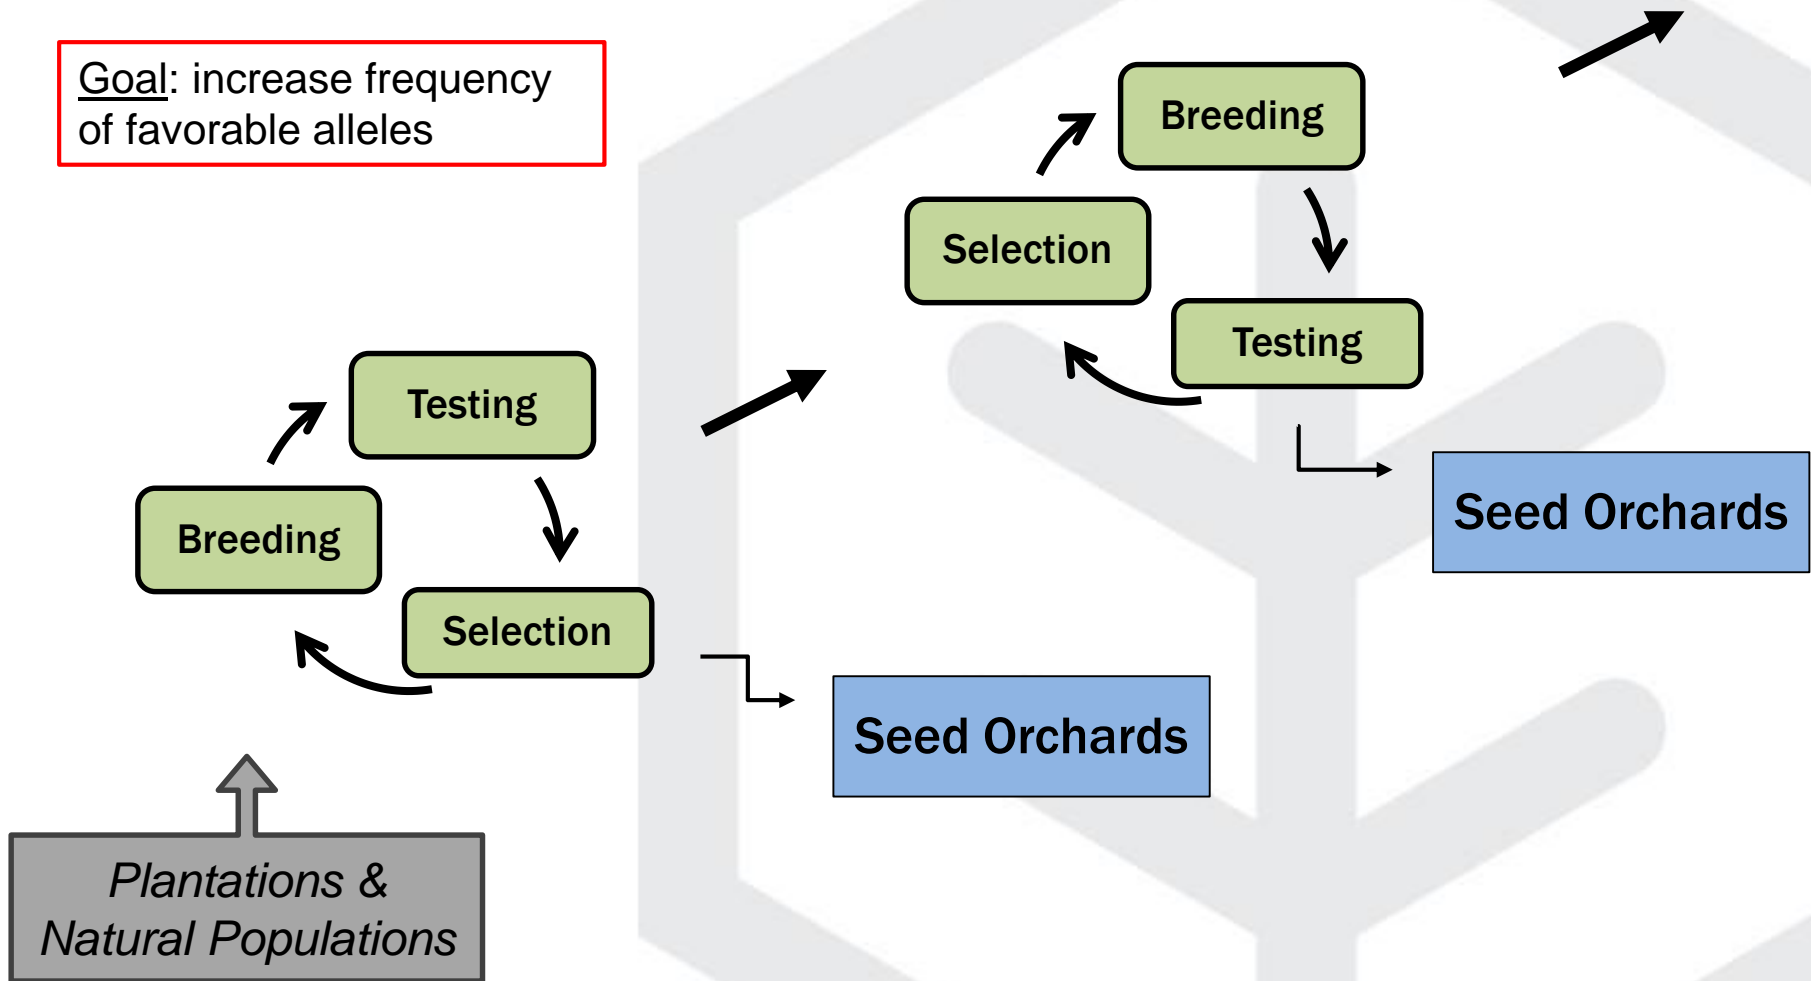 Goal: increase frequency
of favorable alleles
Breeding
Selection
Testing
Seed Orchards
Testing
Breeding
Selection
Seed Orchards
Plantations &
Natural Populations